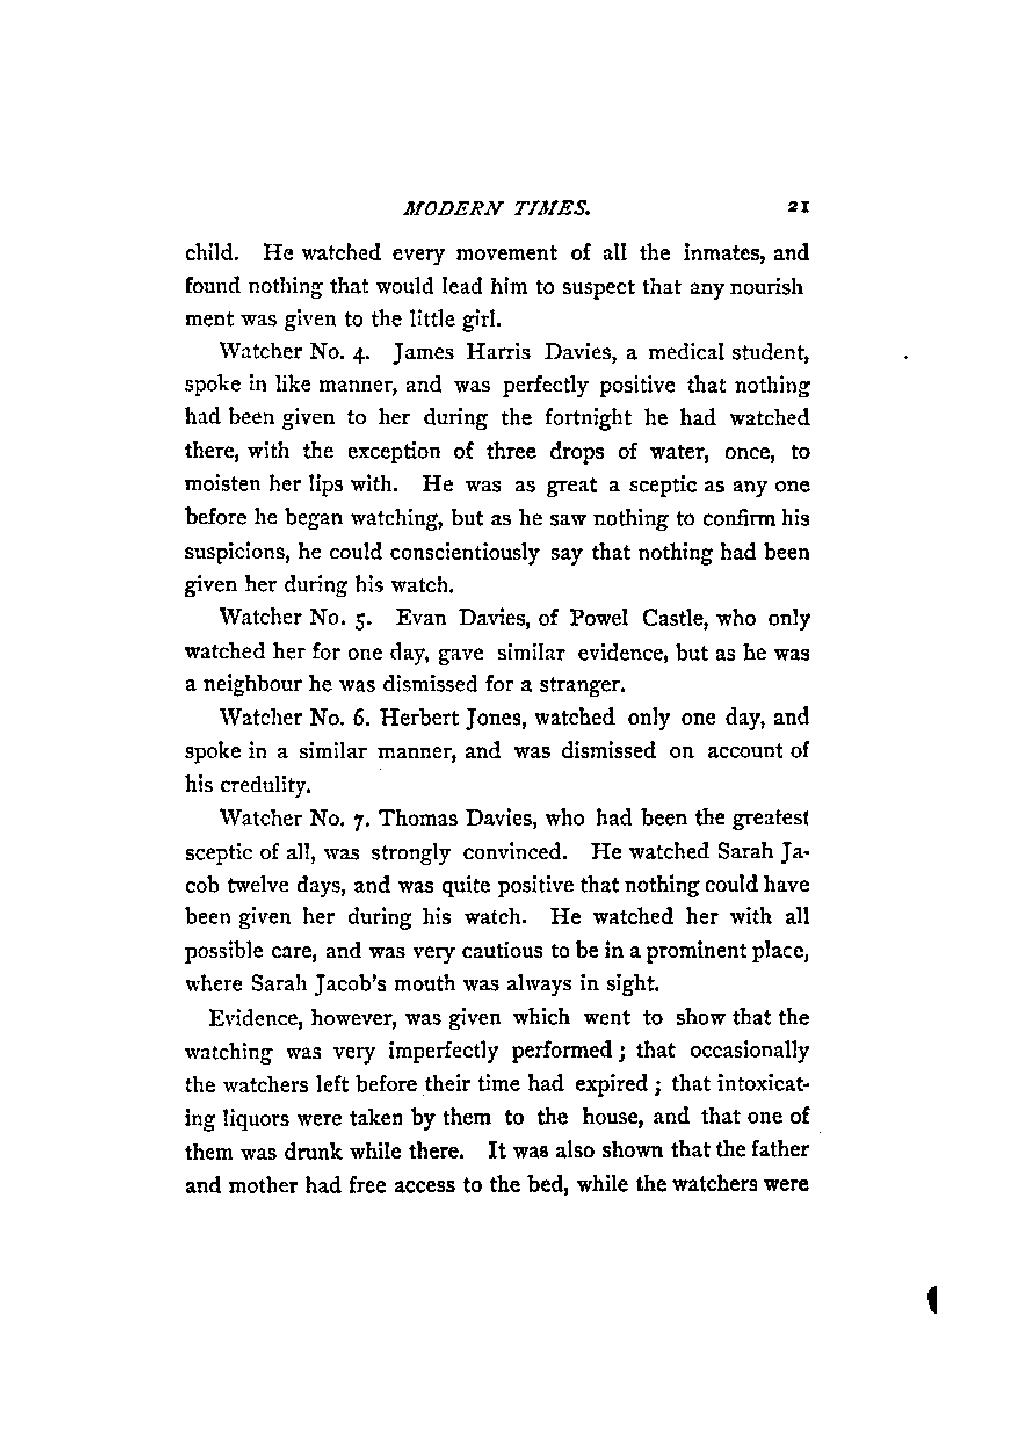 MODERN TIMES. 21
child. He watched every movement of all the inmates, and
found nothing that would lead him to suspect that any nourish
ment was given to the little girl.
Watcher No. 4. James Harris Davies, a medical student,
spoke in like manner, and was perfectly positive that nothing
had been given to her during the fortnight he had watched
there, with the exception of three drops of water, once, to
moisten her lips with. He was as great a sceptic as any one
before he began watching, but as he saw nothing to confirm his
suspicions, he could conscientiously say that nothing had been
given her during his watch.
Watcher No. 5. Evan Davies, of Powel Castle, who only
watched her for one day, gave similar evidence, but as he was
a neighbour he was dismissed for a stranger.
Watcher No. 6. Herbert Jones, watched only one day, and
spoke in a similar manner, and was dismissed on account of
his credulity.
Watcher No. 7. Thomas Davies, who had been the greatest
sceptic of all, was strongly convinced. He watched Sarah Ja-
cob twelve days, and was quite positive that nothing could have
been given her during his watch. He watched her with all
possible care, and was very cautious to be in a prominent place,
where Sarah Jacob's mouth was always in sight.
Evidence, however, was given which went to show that the
watching was very imperfectly performed; that occasionally
the watchers left before their time had expired; that intoxicat-
ing liquors were taken by them to the house, and that one of
them was drunk while there. It was also shown that the father
and mother had free access to the bed, while the watchers were